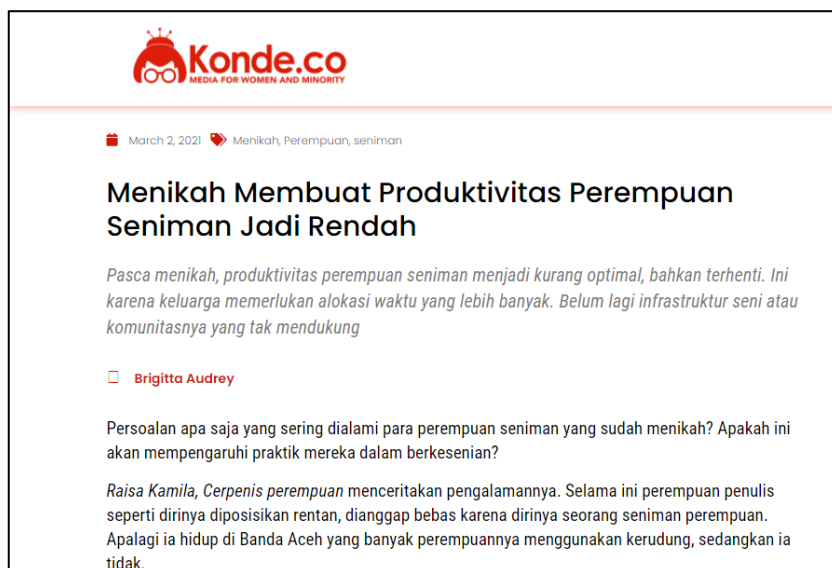 Konde.co
MEDIA FOR WOMEN AND MINORITY
March 2, 2021 Menikah, Perempuan, seniman
Menikah Membuat Produktivitas Perempuan
Seniman Jadi Rendah
Pasca menikah, produktivitas perempuan seniman menjadi kurang optimal, bahkan terhenti. Ini
karena keluarga memerlukan alokasi waktu yang lebih banyak. Belum lagi infrastruktur seni atau
komunitasnya yang tak mendukung
Brigitta Audrey
Persoalan apa saja yang sering dialami para perempuan seniman yang sudah menikah? Apakah ini
akan mempengaruhi praktik mereka dalam berkesenian?
Raisa Kamila, Cerpenis perempuan menceritakan pengalamannya. Selama ini perempuan penulis
seperti dirinya diposisikan rentan, dianggap bebas karena dirinya seorang seniman perempuan.
Apalagi ia hidup di Banda Aceh yang banyak perempuannya menggunakan kerudung, sedangkan ia
tidak.